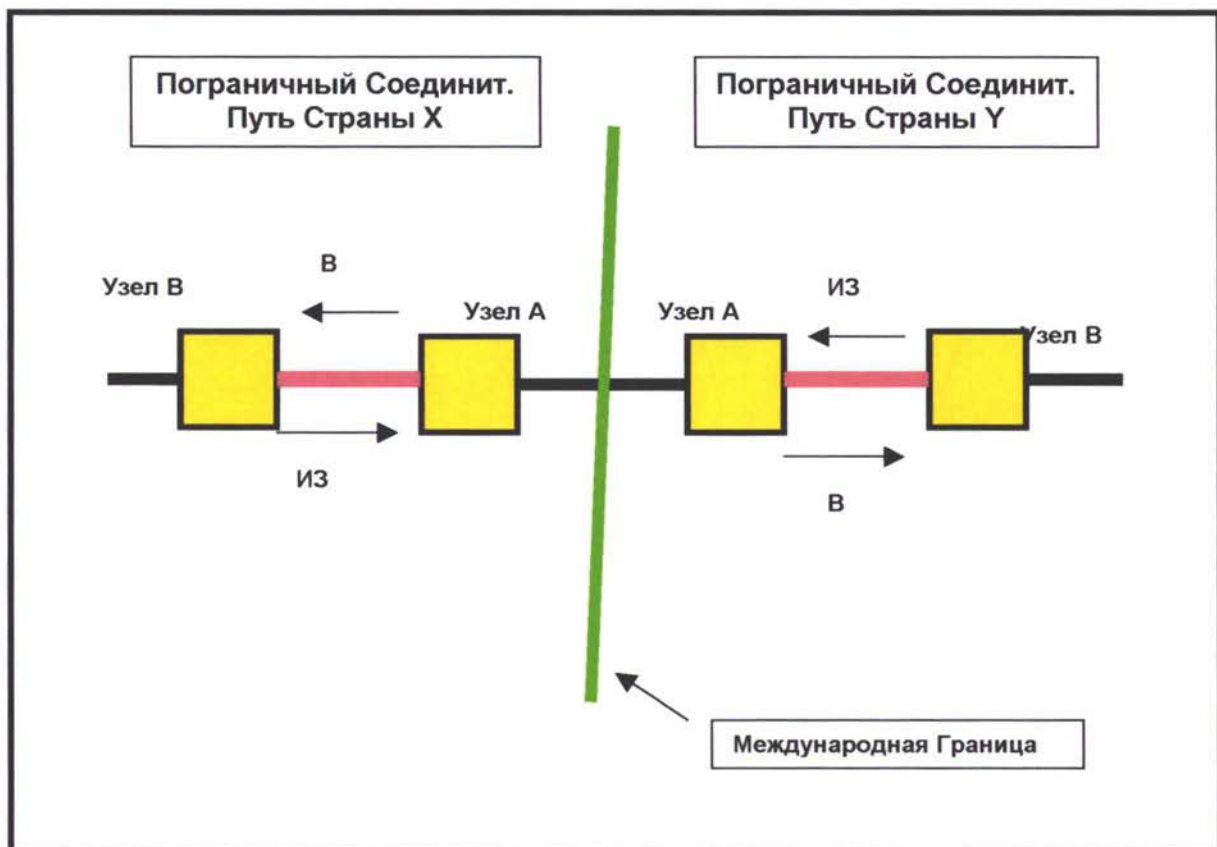 Пограничный Соединит.
Путь Страны X
Пограничный Соединит.
Путь Страны Y
В
Узел В
Узел А
ИЗ
Узел А
ИЗ
Узел В
В
Международная Граница